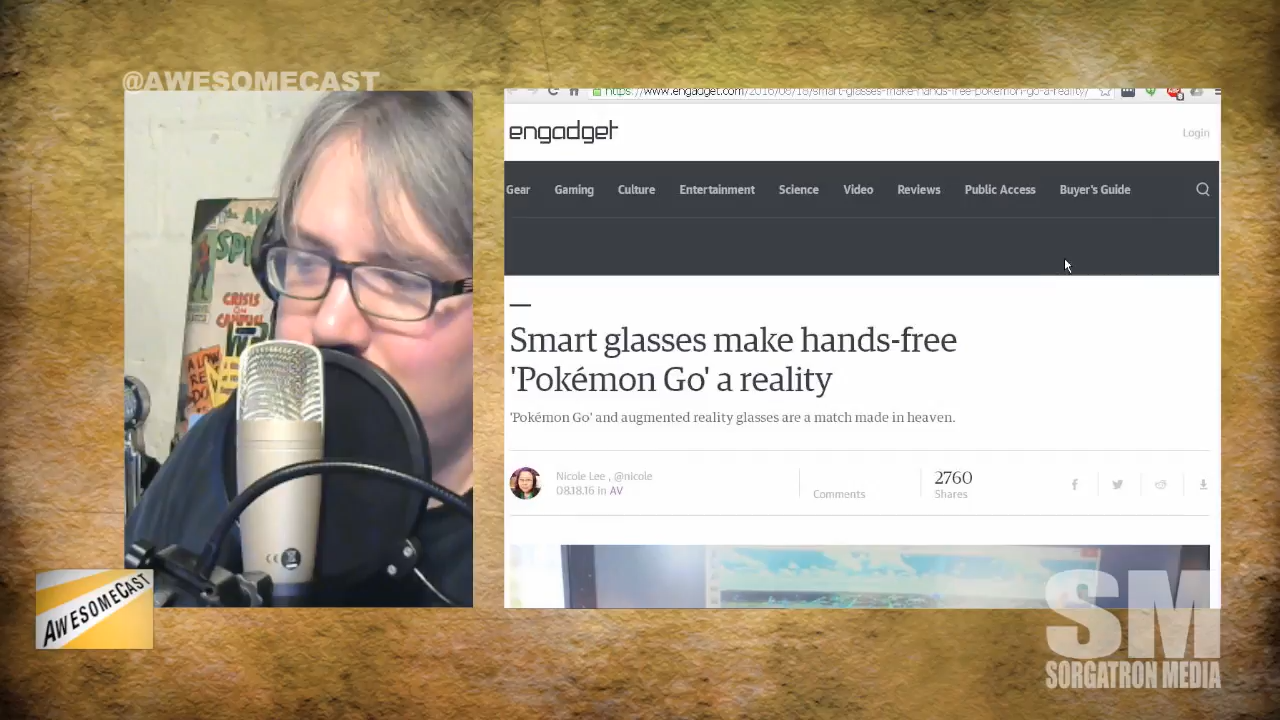 @AWESOMECAST
https://www.engadget.com/2016/08/18/smart-glasses-make-hands-free-pokemon-go-a-reality/
engadget
Login
Gear Gaming Culture Entertainment Science Video Reviews Public Access Buyer's Guide
Smart glasses make hands-free
'Pokémon Go' a reality
'Pokémon Go' and augmented reality glasses are a match made in heaven.
Nicole Lee , @nicole
08.18.16 in AV
Comments
2760
Shares
CRISIS
ON
CE
AWESOMECAST
SM
SORGATRON MEDIA